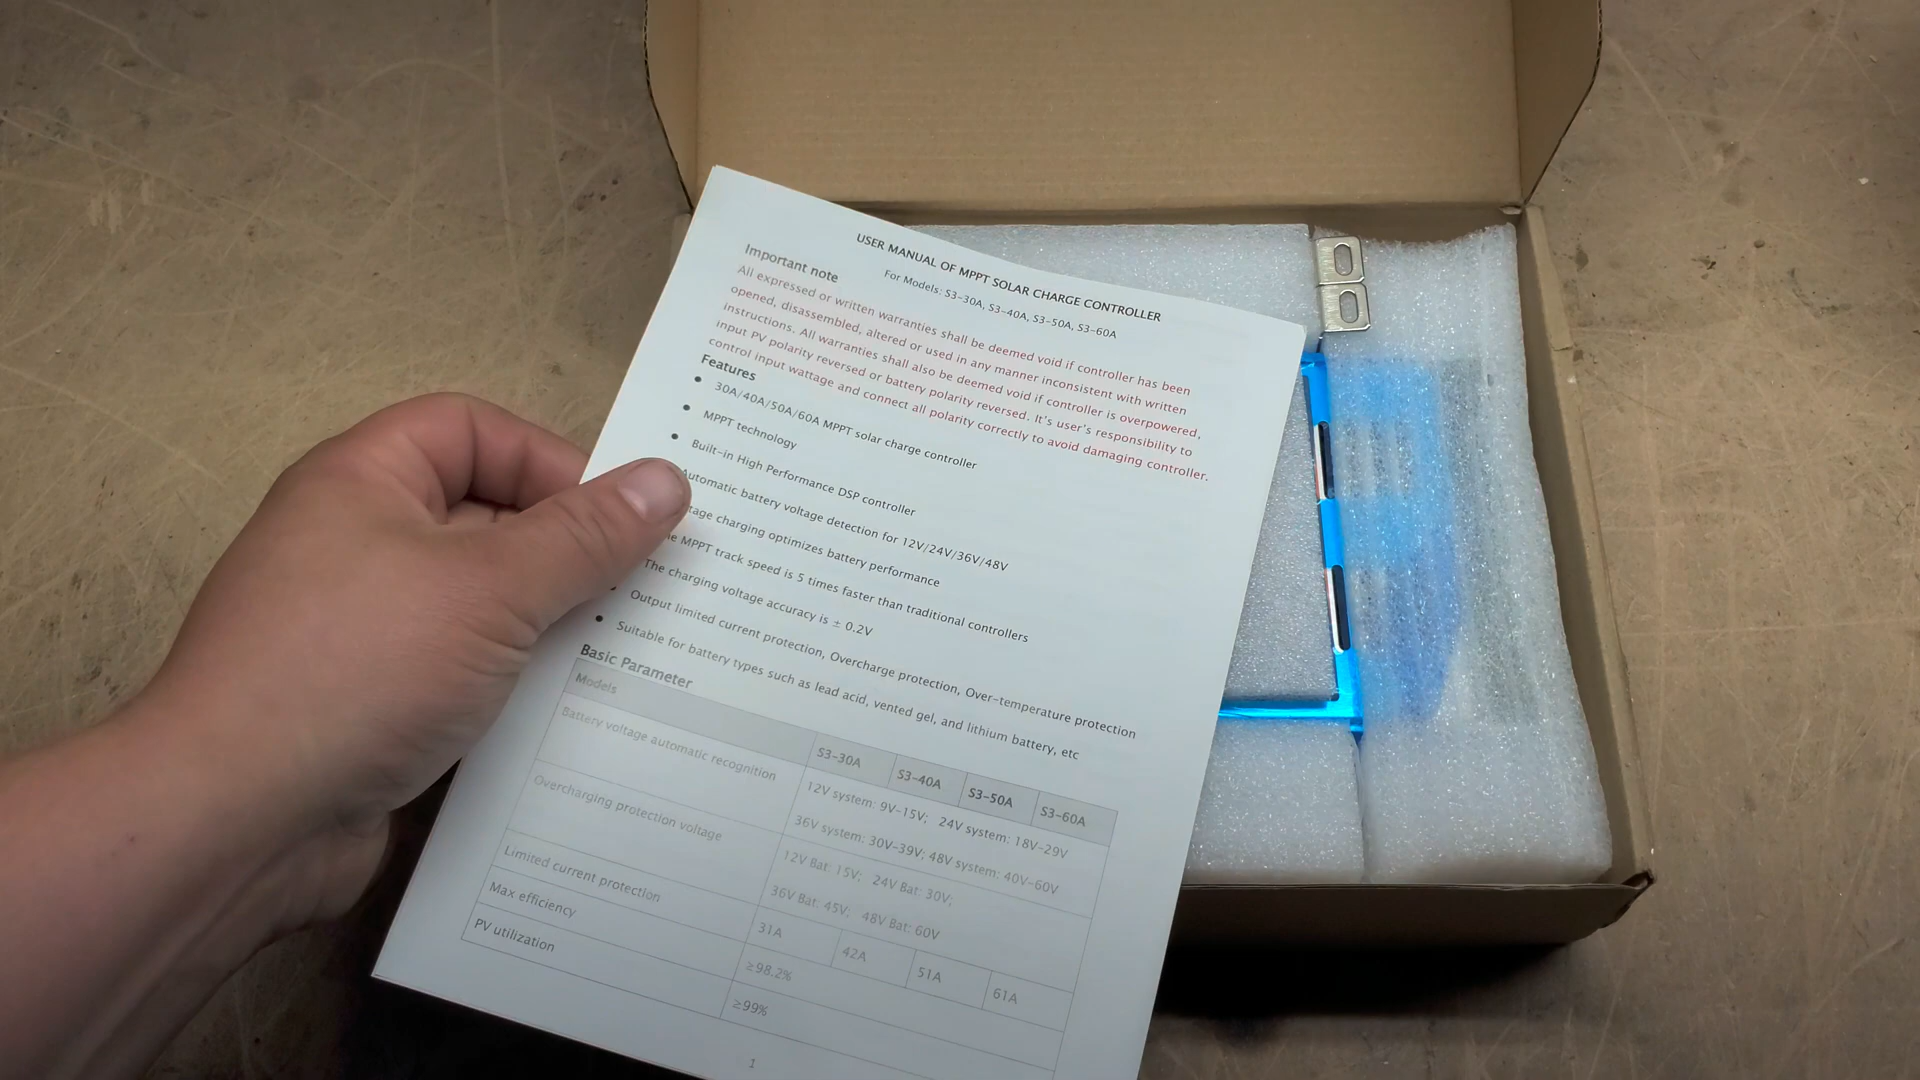 USER MANUAL OF MPPT SOLAR CHARGE CONTROLLER
For Models: S3-30A, S3-40A, S3-50A, S3-60A
Important note
All expressed or written warranties shall be deemed void if controller has been
opened, disassembled, altered or used in any manner inconsistent with written
instructions. All warranties shall also be deemed void if controller is overpowered,
input PV polarity reversed or battery polarity reversed. It's user's responsibility to
control input wattage and connect all polarity correctly to avoid damaging controller.
Features
● 30A/40A/50A/60A MPPT solar charge controller
● MPPT technology
● Built-in High Performance DSP controller
Automatic battery voltage detection for 12V/24V/36V/48V
tage charging optimizes battery performance
e MPPT track speed is 5 times faster than traditional controllers
The charging voltage accuracy is ± 0.2V
Output limited current protection, Overcharge protection, Over-temperature protection
● Suitable for battery types such as lead acid, vented gel, and lithium battery, etc
Basic Parameter
Models S3-30A S3-40A S3-50A S3-60A
Battery voltage automatic recognition 12V system: 9V-15V; 24V system: 18V-29V
36V system: 30V-39V; 48V system: 40V-60V
Overcharging protection voltage 12V Bat: 15V; 24V Bat: 30V;
36V Bat: 45V; 48V Bat: 60V
Limited current protection 31A 42A 51A 61A
Max efficiency ≥98.2%
PV utilization ≥99%
1